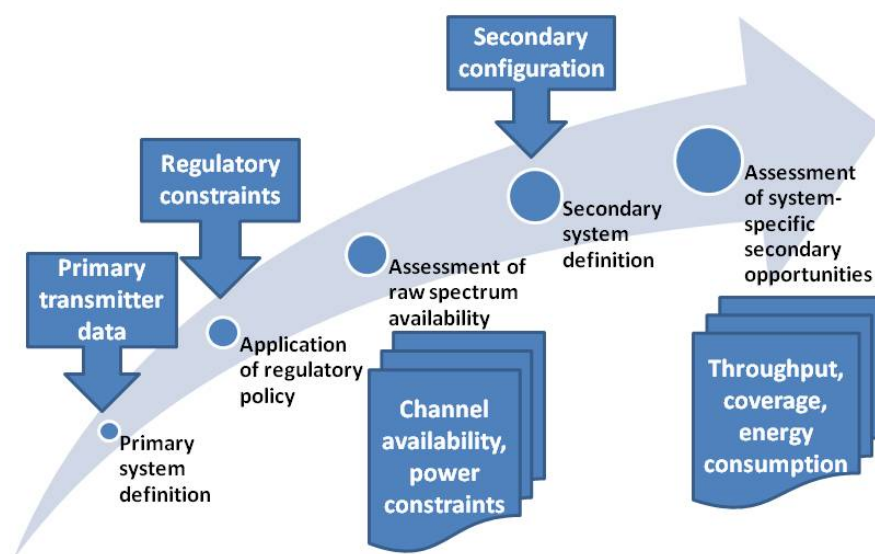 Secondary
configuration
Regulatory
constraints
Primary
transmitter
data
Primary
system
definition
Application
of regulatory
policy
Assessment of
raw spectrum
availability
Secondary
system
definition
Assessment
of system-
specific
secondary
opportunities
Channel
availability,
power
constraints
Throughput,
coverage,
energy
consumption